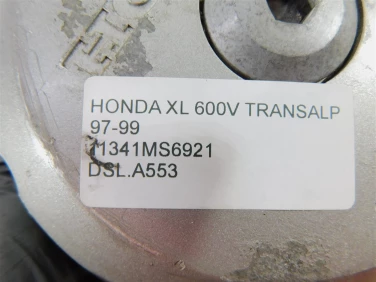 HONDA XL 600V TRANSALP
97-99
11341MS6921
DSL.A553